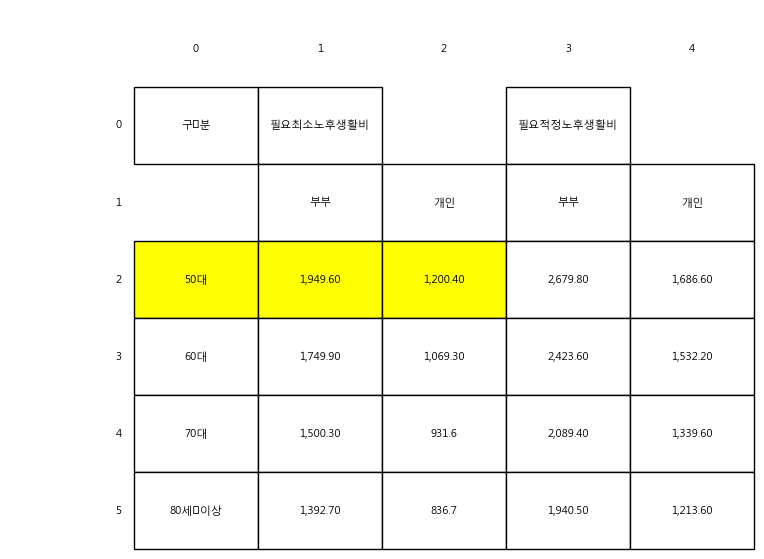 0 1 2 3 4
0 구▯분 필요최소노후생활비 필요적정노후생활비
1 부부 개인 부부 개인
2 50대 1,949.60 1,200.40 2,679.80 1,686.60
3 60대 1,749.90 1,069.30 2,423.60 1,532.20
4 70대 1,500.30 931.6 2,089.40 1,339.60
5 80세▯이상 1,392.70 836.7 1,940.50 1,213.60